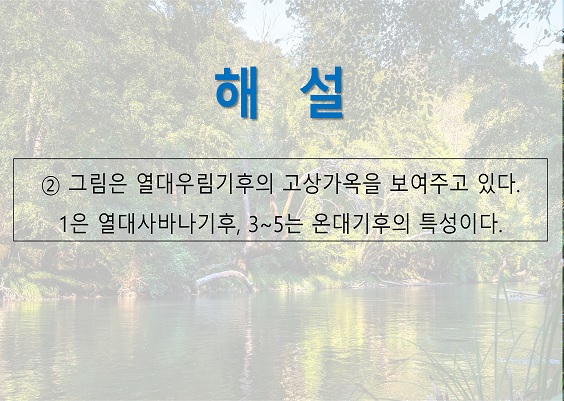 해 설
② 그림은 열대우림기후의 고상가옥을 보여주고 있다.
1은 열대사바나기후, 3~5는 온대기후의 특성이다.